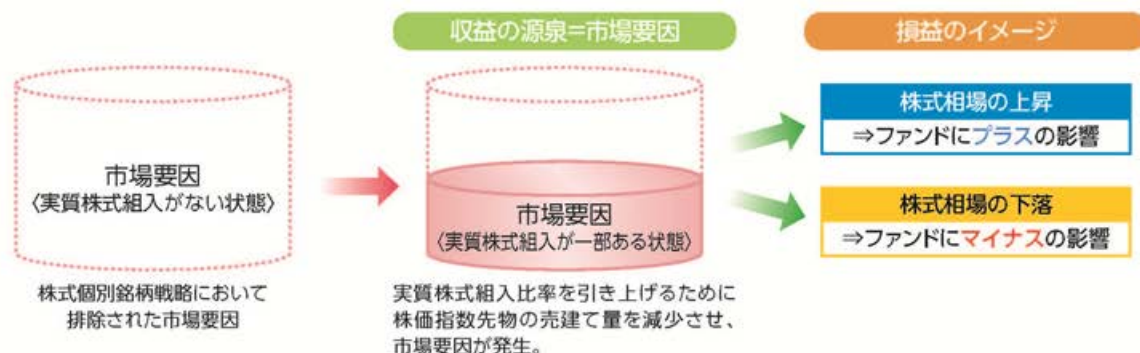 収益の源泉=市場要因
損益のイメージ
市場要因
〈実質株式組入がない状態〉
株式個別銘柄戦略において
排除された市場要因
市場要因
〈実質株式組入が一部ある状態〉
実質株式組入比率を引き上げるために
株価指数先物の売建て量を減少させ、
市場要因が発生。
株式相場の上昇
⇒ファンドにプラスの影響
株式相場の下落
⇒ファンドにマイナスの影響